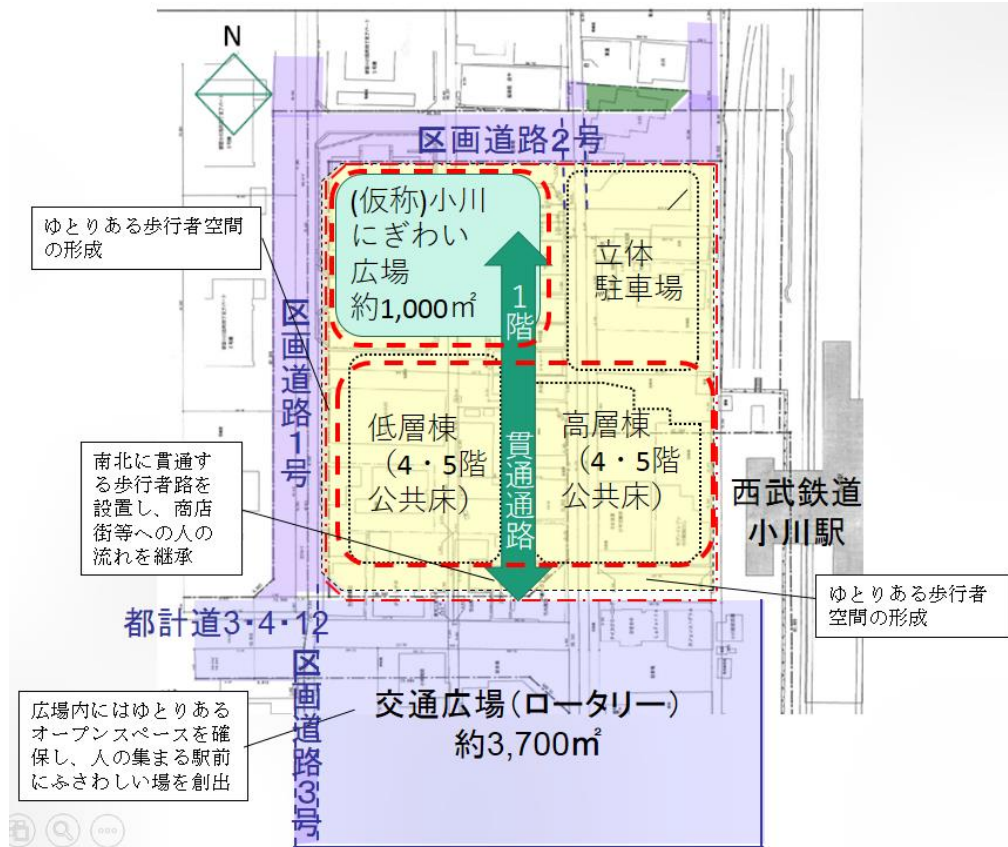 N
区画道路2号
(仮称)小川
にぎわい
広場
約1,000㎡
立体
駐車場
ゆとりある歩行者空間
の形成
区画道路1号
1階
貫通通路
低層棟
(4・5階
公共床)
高層棟
(4・5階
公共床)
南北に貫通す
る歩行者路を
設置し、商店
街等への人の
流れを継承
西武鉄道
小川駅
ゆとりある歩行者
空間の形成
都計道3・4・12
区画道路3号
交通広場(ロータリー)
約3,700㎡
広場内にはゆとりある
オープンスペースを確
保し、人の集まる駅前
にふさわしい場を創出